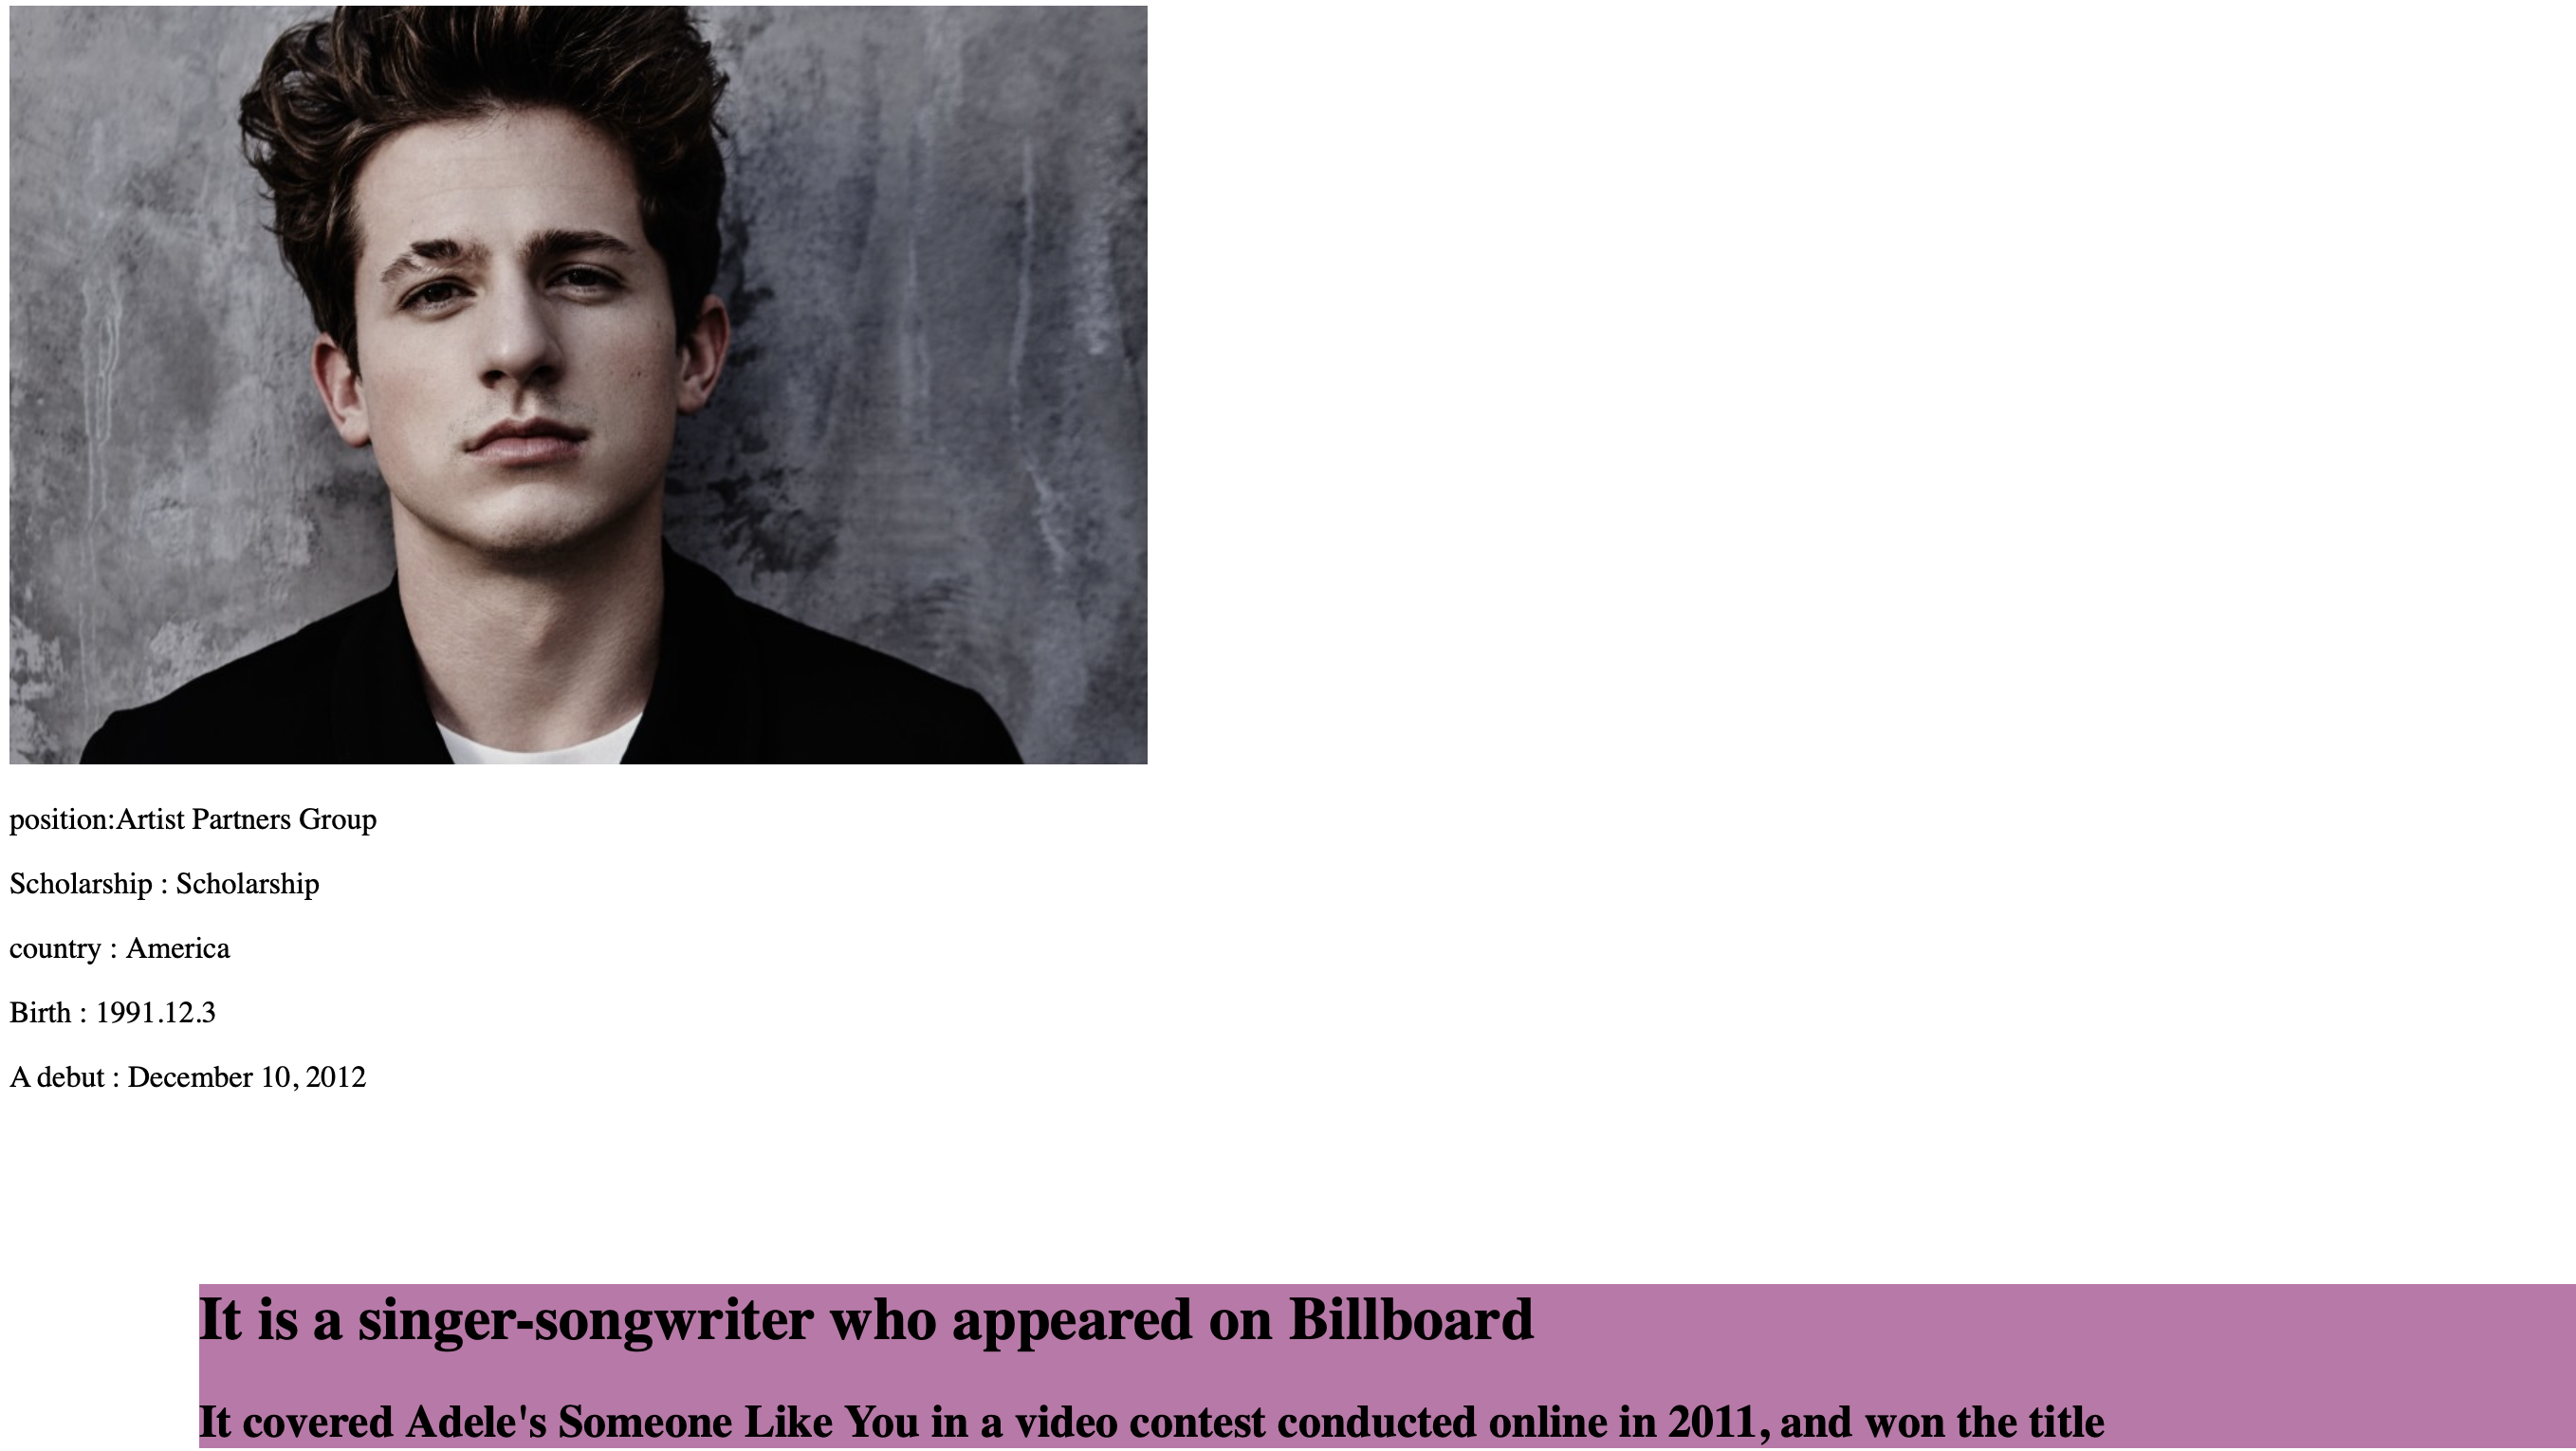 position:Artist Partners Group
Scholarship : Scholarship
country : America
Birth : 1991.12.3
A debut : December 10, 2012
It is a singer-songwriter who appeared on Billboard
It covered Adele's Someone Like You in a video contest conducted online in 2011, and won the title